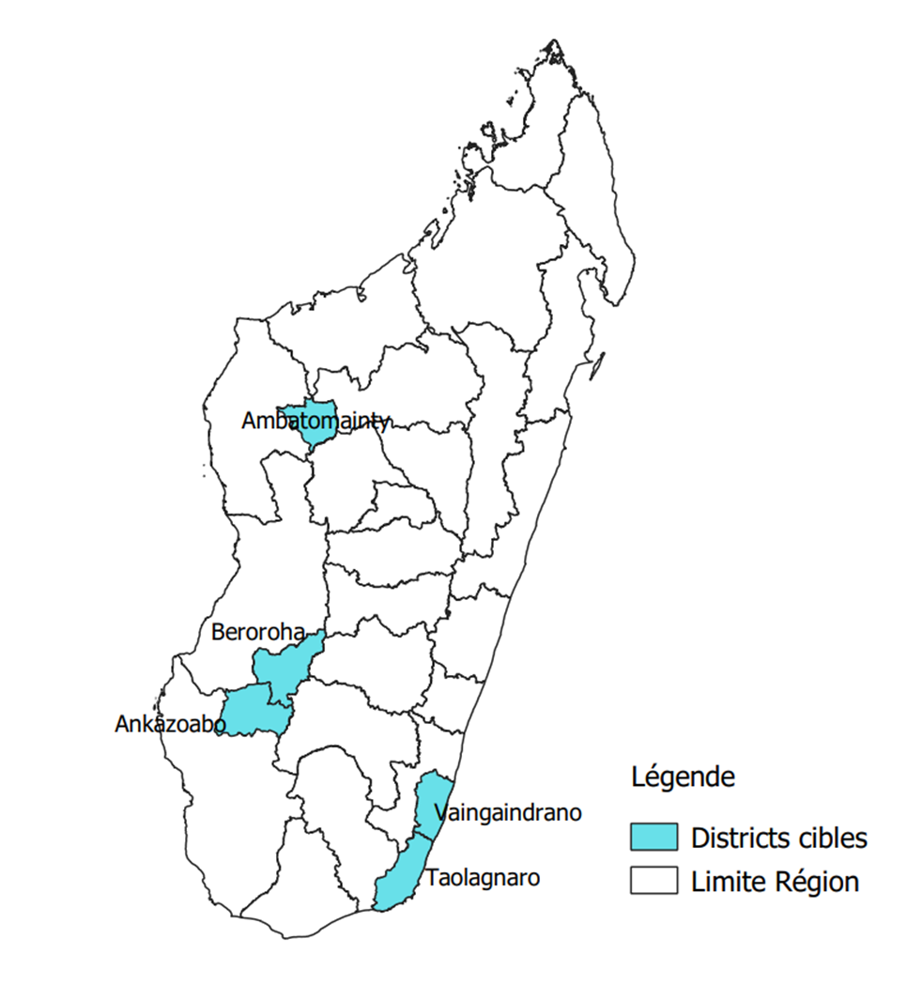 Ambatomainty
Beroroha
Ankazoabo
Vaingaindrano
Taolagnaro
Légende
Districts cibles
Limite Région